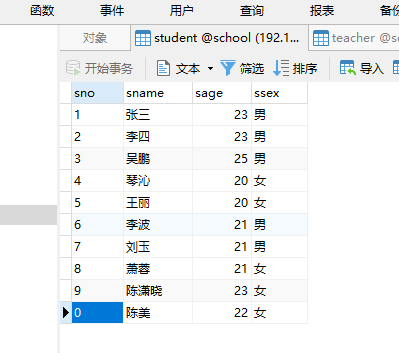 函数 事件 用户 查询 报表 备份
对象 student @school (192.1... teacher @sc
开始事务 文本 筛选 排序 导入
sno sname sage ssex
1 张三 23 男
2 李四 23 男
3 吴鹏 25 男
4 琴沁 20 女
5 王丽 20 女
6 李波 21 男
7 刘玉 21 男
8 萧蓉 21 女
9 陈潇晓 23 女
0 陈美 22 女